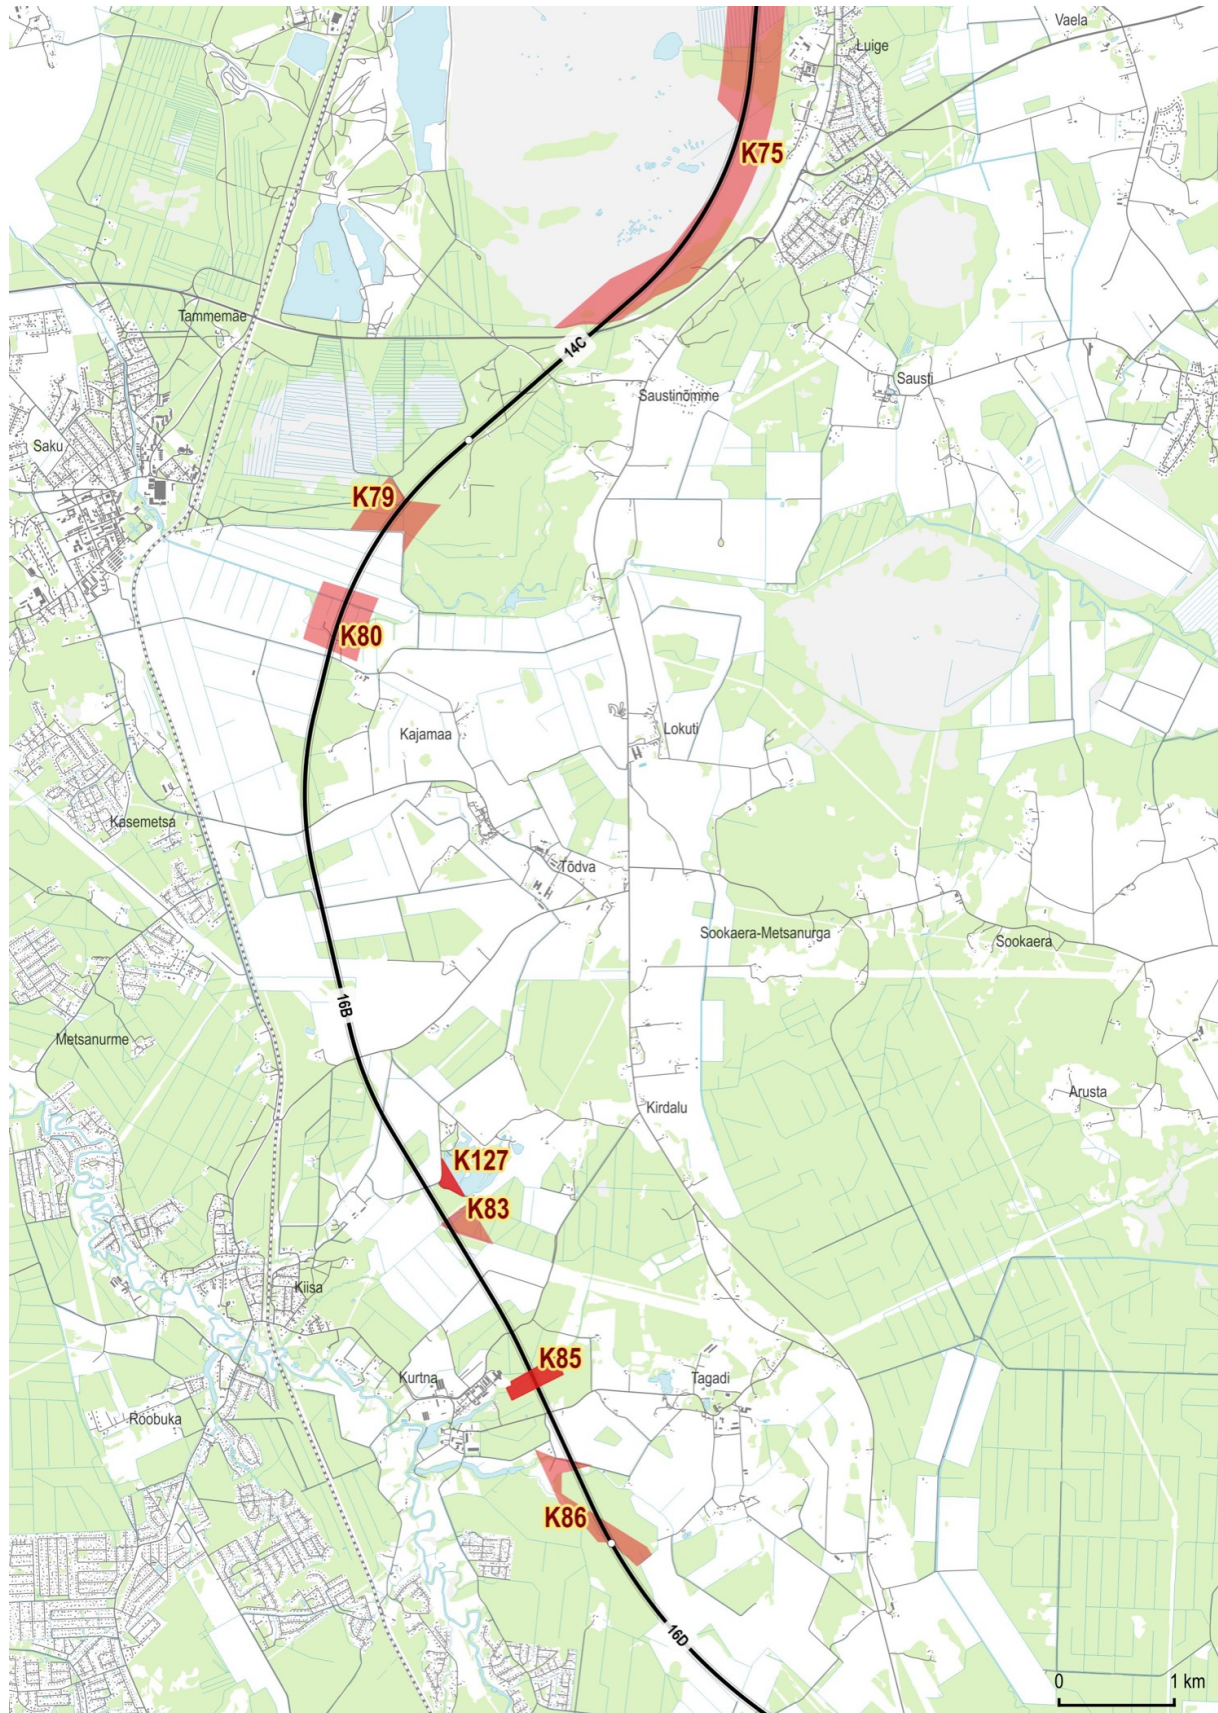 Vaela
Luige
K75
Tammemäe
14C
Sausti
Saustinõmme
Saku
K79
K80
Lokuti
Kajamaa
Kasemetsa
Tõdva
Sookaera-Metsanurga
Sookaera
16B
Metsanurme
Arusta
Kirdalu
K127
K83
Kiisa
K85
Kurtna
Tagadi
Roobuka
K86
16D
0 1 km